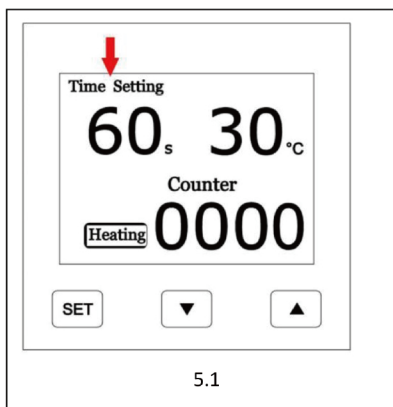 Time Setting
60s 30°C
Counter
Heating 0000
SET ▼ ▲
5.1